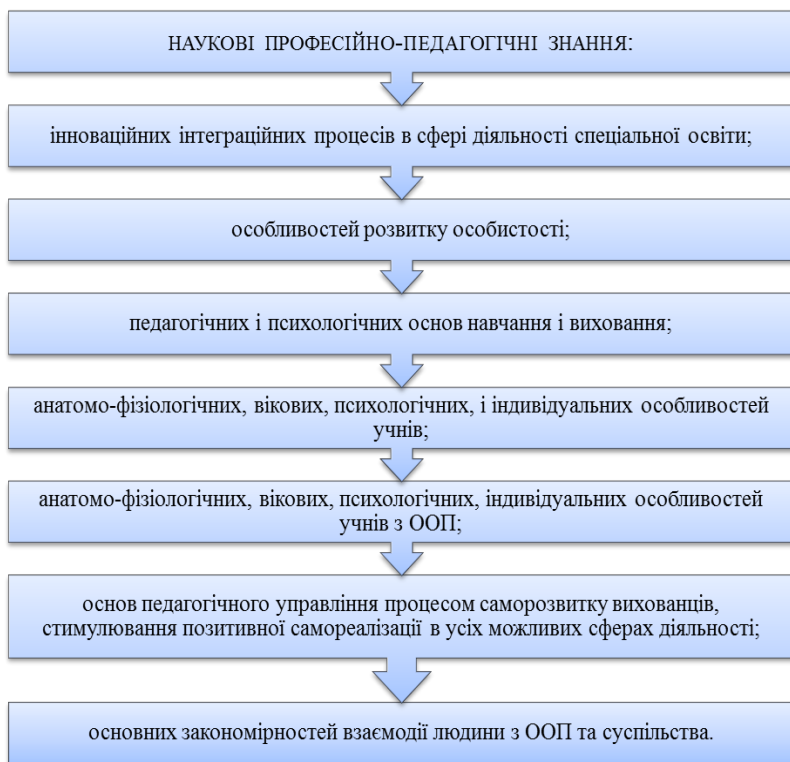 НАУКОВІ ПРОФЕСІЙНО-ПЕДАГОГІЧНІ ЗНАННЯ:
інноваційних інтеграційних процесів в сфері діяльності спеціальної освіти;
особливостей розвитку особистості;
педагогічних і психологічних основ навчання і виховання;
анатомо-фізіологічних, вікових, психологічних, і індивідуальних особливостей
учнів;
анатомо-фізіологічних, вікових, психологічних, індивідуальних особливостей
учнів з ООП;
основ педагогічного управління процесом саморозвитку вихованців,
стимулювання позитивної самореалізації в усіх можливих сферах діяльності;
основних закономірностей взаємодії людини з ООП та суспільства.